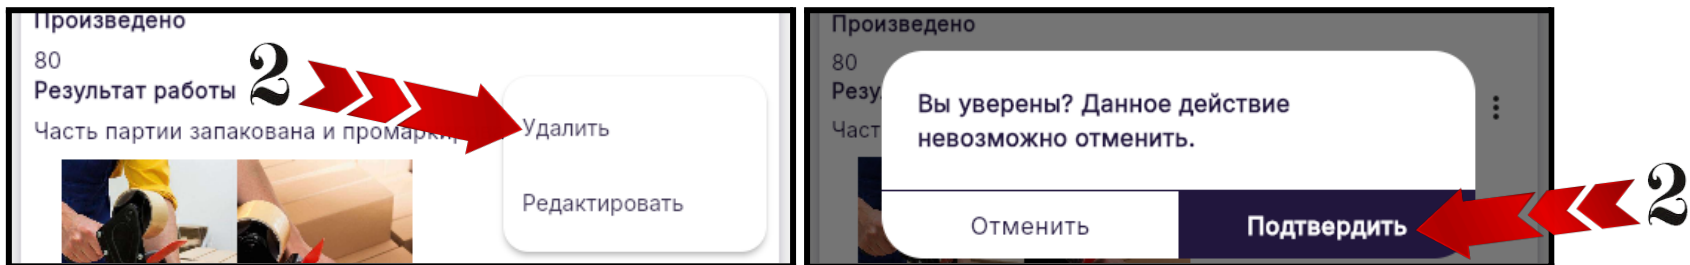 Произведено
80
Результат работы
2
Удалить
Часть партии запакована и промарки
Редактировать
Произведено
80
Резу
Част
Вы уверены? Данное действие
невозможно отменить.
Отменить
Подтвердить
2